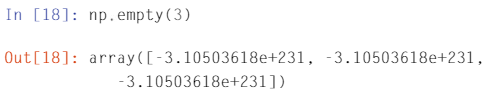 In [18]: np.empty(3)
Out[18]: array([-3.10503618e+231, -3.10503618e+231,
-3.10503618e+231])